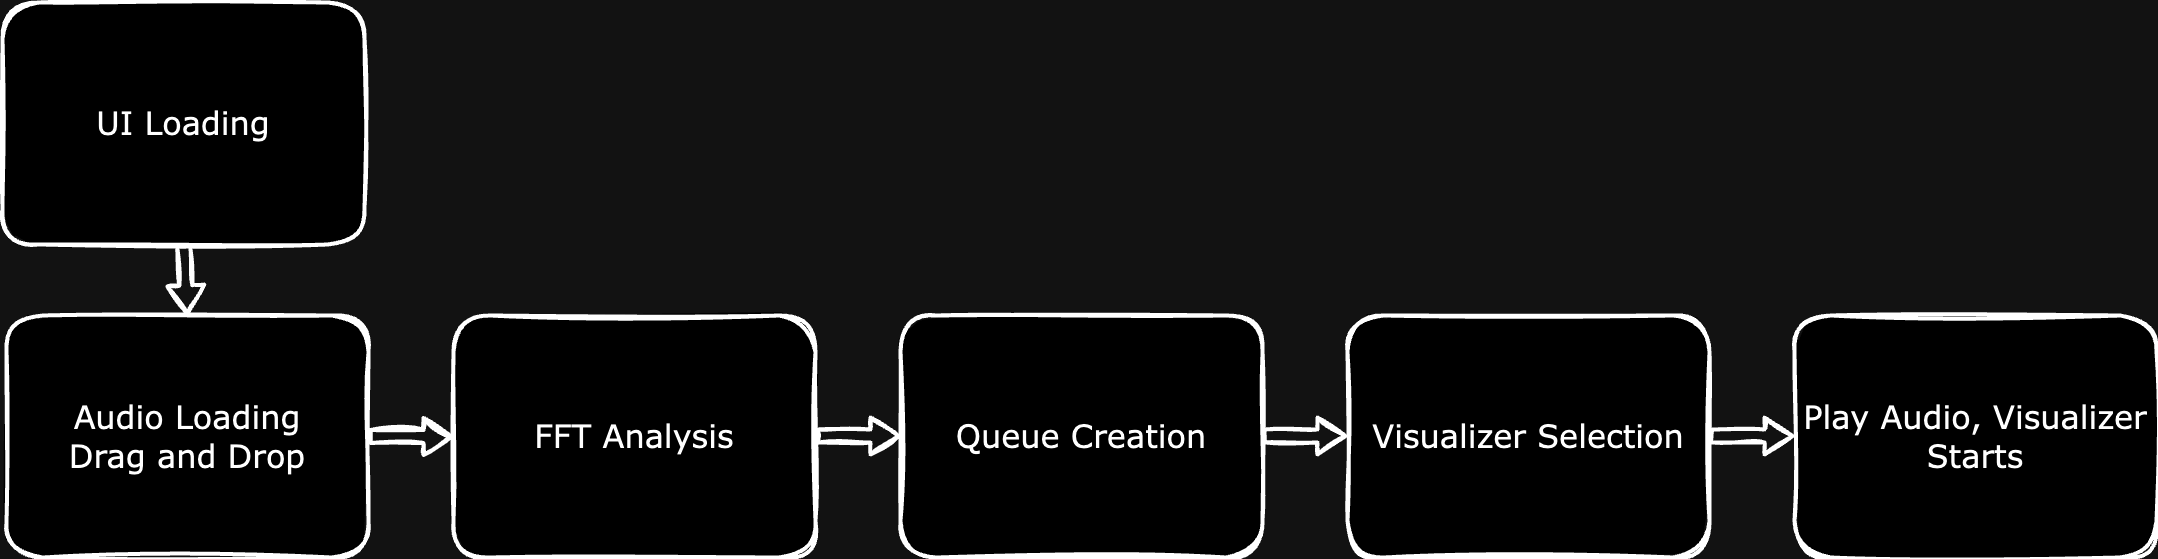 UI Loading
Audio Loading
Drag and Drop
FFT Analysis
Queue Creation
Visualizer Selection
Play Audio, Visualizer
Starts